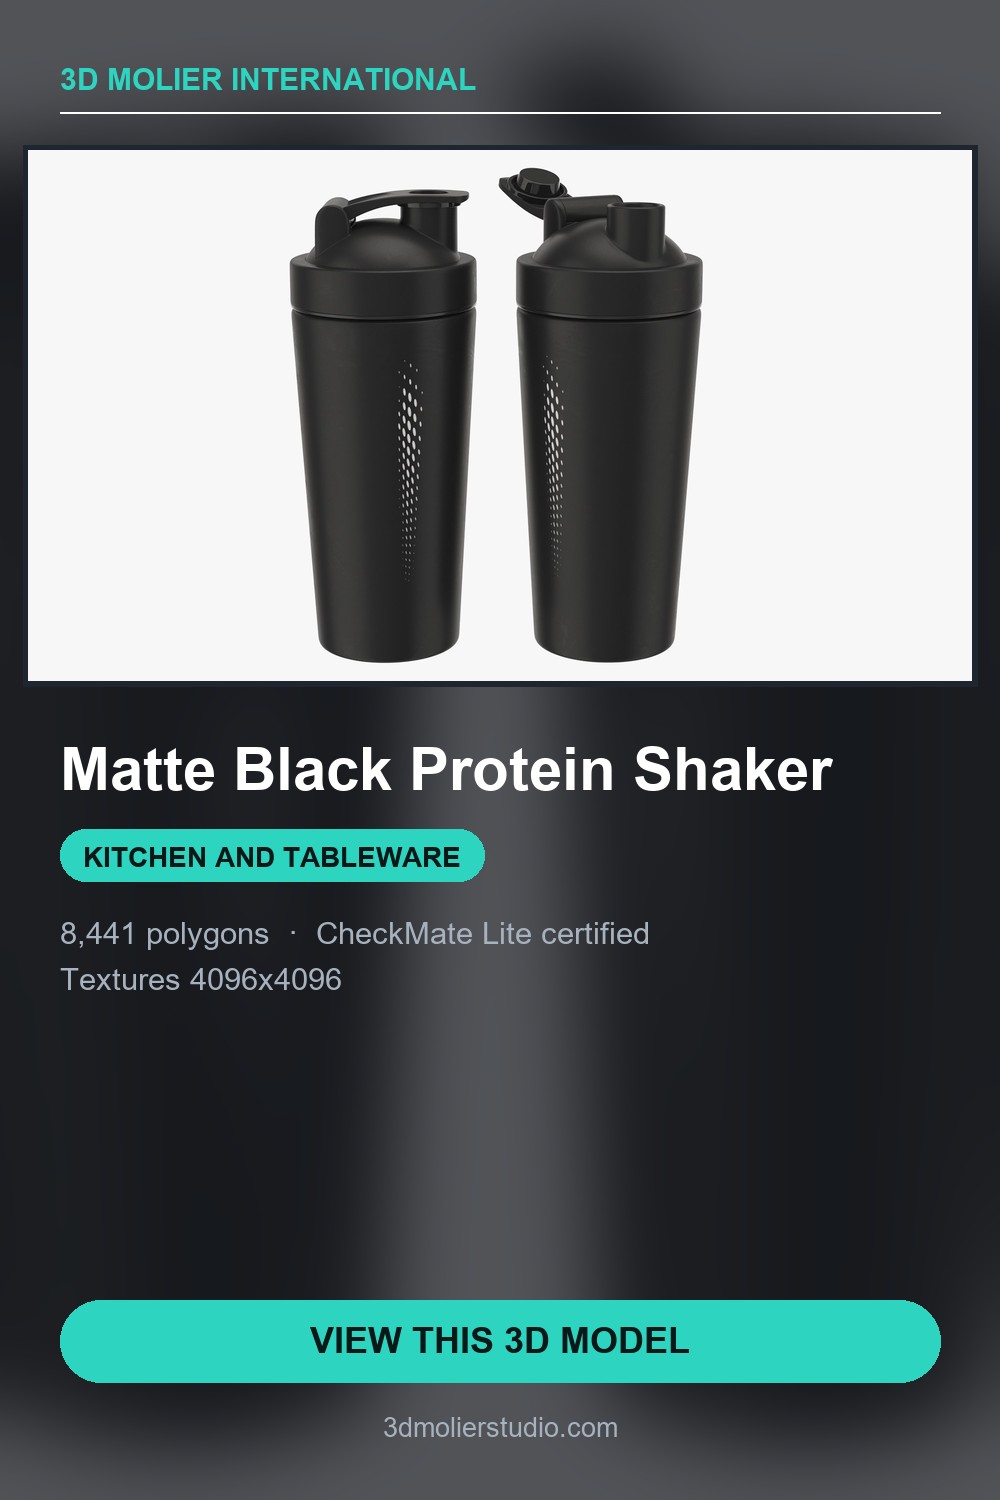 3D MOLIER INTERNATIONAL
Matte Black Protein Shaker
KITCHEN AND TABLEWARE
8,441 polygons · CheckMate Lite certified
Textures 4096x4096
VIEW THIS 3D MODEL
3dmolierstudio.com